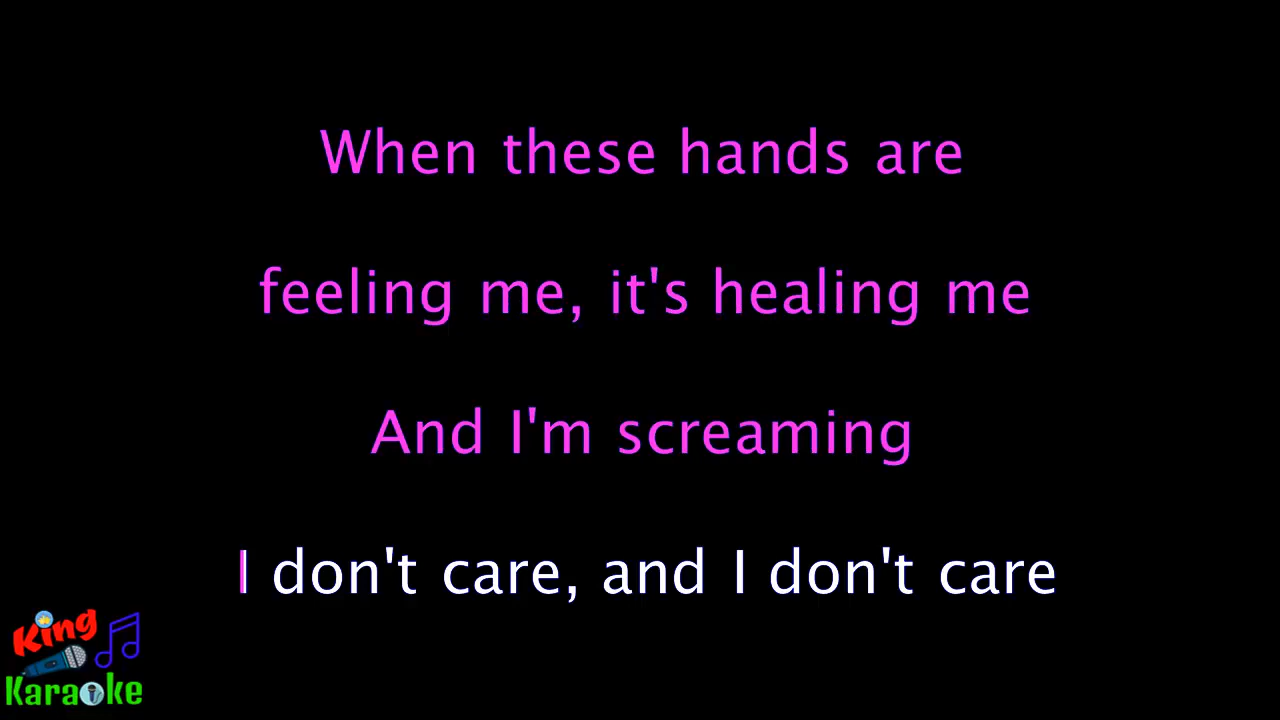 When these hands are
feeling me, it's healing me
And I'm screaming
I don't care, and I don't care
King
Karaoke